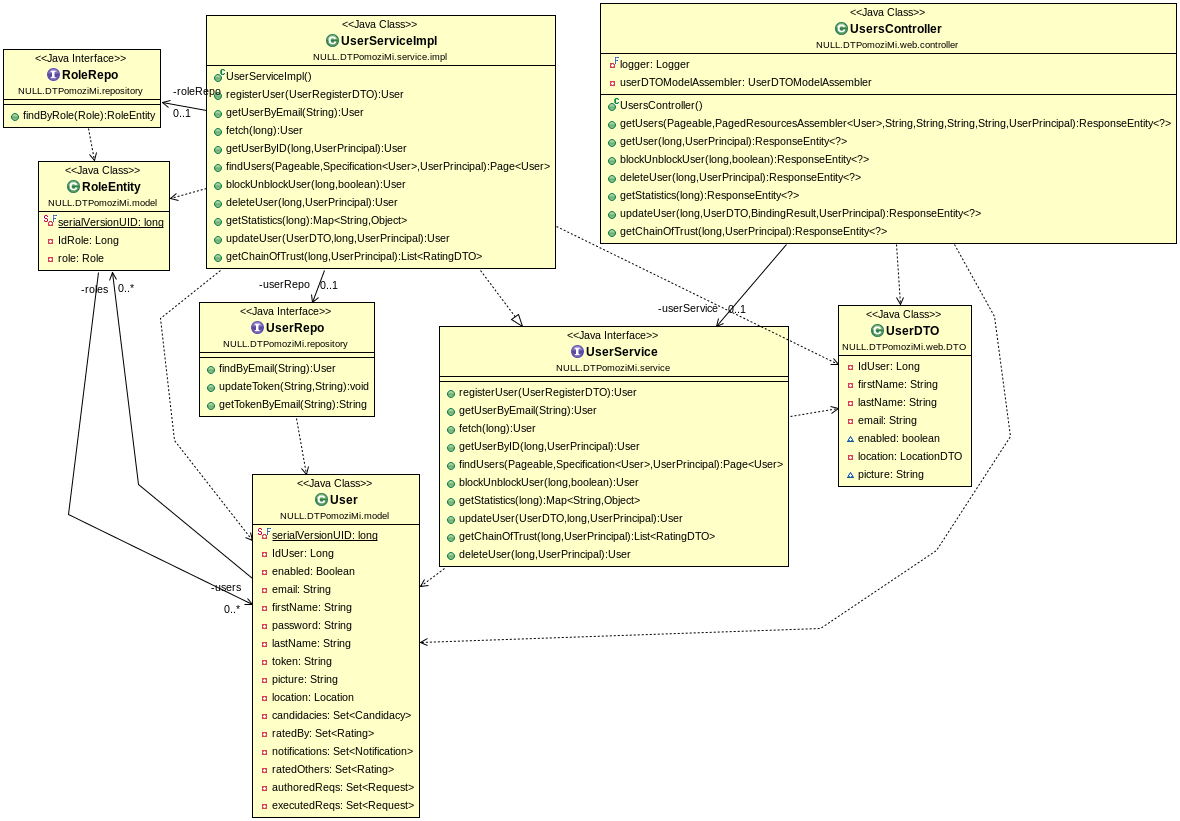 <<Java Interface>>
RoleRepo
NULL.DTPomoziMi.repository
findByRole(Role):RoleEntity
<<Java Class>>
UserServiceImpl
NULL.DTPomoziMi.service.impl
UserServiceImpl()
registerUser(UserRegisterDTO):User
getUserByEmail(String):User
fetch(long):User
getUserByID(long,UserPrincipal):User
findUsers(Pageable,Specification<User>,UserPrincipal):Page<User>
blockUnblockUser(long,boolean):User
deleteUser(long,UserPrincipal):User
getStatistics(long):Map<String,Object>
updateUser(UserDTO,long,UserPrincipal):User
getChainOfTrust(long,UserPrincipal):List<RatingDTO>
<<Java Class>>
UsersController
NULL.DTPomoziMi.web.controller
logger: Logger
userDTOModelAssembler: UserDTOModelAssembler
UsersController()
getUsers(Pageable,PagedResourcesAssembler<User>,String,String,String,String,UserPrincipal):ResponseEntity<?>
getUser(long,UserPrincipal):ResponseEntity<?>
blockUnblockUser(long,boolean):ResponseEntity<?>
deleteUser(long,UserPrincipal):ResponseEntity<?>
getStatistics(long):ResponseEntity<?>
updateUser(long,UserDTO,BindingResult,UserPrincipal):ResponseEntity<?>
getChainOfTrust(long,UserPrincipal):ResponseEntity<?>
-roleRepo
0..1
<<Java Class>>
RoleEntity
NULL.DTPomoziMi.model
serialVersionUID: long
IdRole: Long
role: Role
-roles
0..*
-userRepo
0..1
<<Java Interface>>
UserRepo
NULL.DTPomoziMi.repository
findByEmail(String):User
updateToken(String,String):void
getTokenByEmail(String):String
-userService
0..1
<<Java Interface>>
UserService
NULL.DTPomoziMi.service
registerUser(UserRegisterDTO):User
getUserByEmail(String):User
fetch(long):User
getUserByID(long,UserPrincipal):User
findUsers(Pageable,Specification<User>,UserPrincipal):Page<User>
blockUnblockUser(long,boolean):User
getStatistics(long):Map<String,Object>
updateUser(UserDTO,long,UserPrincipal):User
getChainOfTrust(long,UserPrincipal):List<RatingDTO>
deleteUser(long,UserPrincipal):User
<<Java Class>>
UserDTO
NULL.DTPomoziMi.web.DTO
IdUser: Long
firstName: String
lastName: String
email: String
enabled: boolean
location: LocationDTO
picture: String
-users
0..*
<<Java Class>>
User
NULL.DTPomoziMi.model
serialVersionUID: long
IdUser: Long
enabled: Boolean
email: String
firstName: String
password: String
lastName: String
token: String
picture: String
location: Location
candidacies: Set<Candidacy>
ratedBy: Set<Rating>
notifications: Set<Notification>
ratedOthers: Set<Rating>
authoredReqs: Set<Request>
executedReqs: Set<Request>